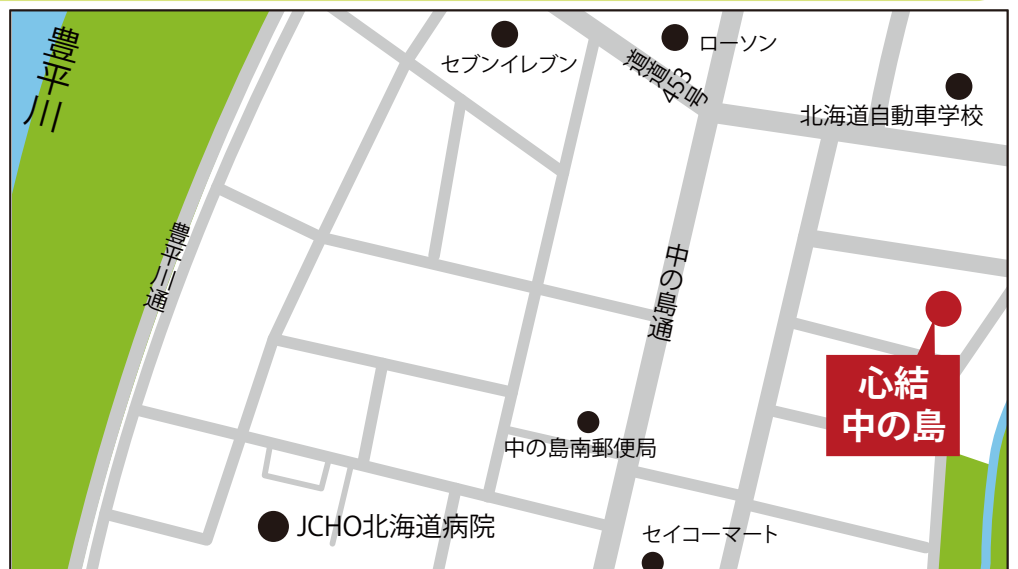 豊平川
セブンイレブン
ローソン
道道453号
北海道自動車学校
豊平川通
中の島通
心結
中の島
中の島南郵便局
JCHO北海道病院
セイコーマート